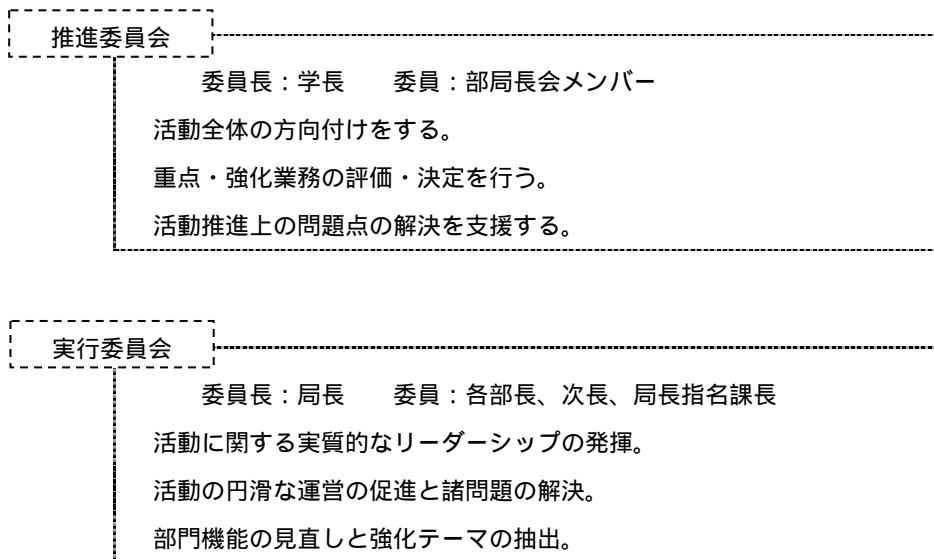 推進委員会
委員長：学長　　委員：部局長会メンバー
活動全体の方向付けをする。
重点・強化業務の評価・決定を行う。
活動推進上の問題点の解決を支援する。
実行委員会
委員長：局長　　委員：各部長、次長、局長指名課長
活動に関する実質的なリーダーシップの発揮。
活動の円滑な運営の促進と諸問題の解決。
部門機能の見直しと強化テーマの抽出。